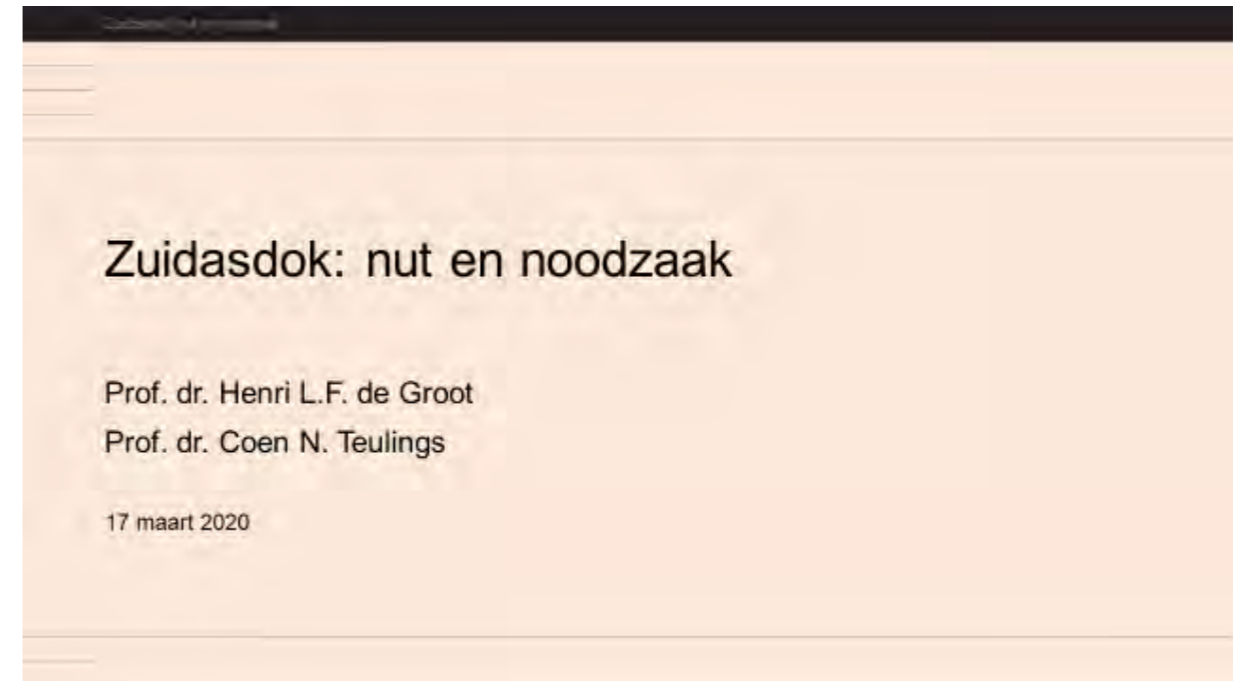 Zuidasdok: nut en noodzaak
Prof. dr. Henri L.F. de Groot
Prof. dr. Coen N. Teulings
17 maart 2020